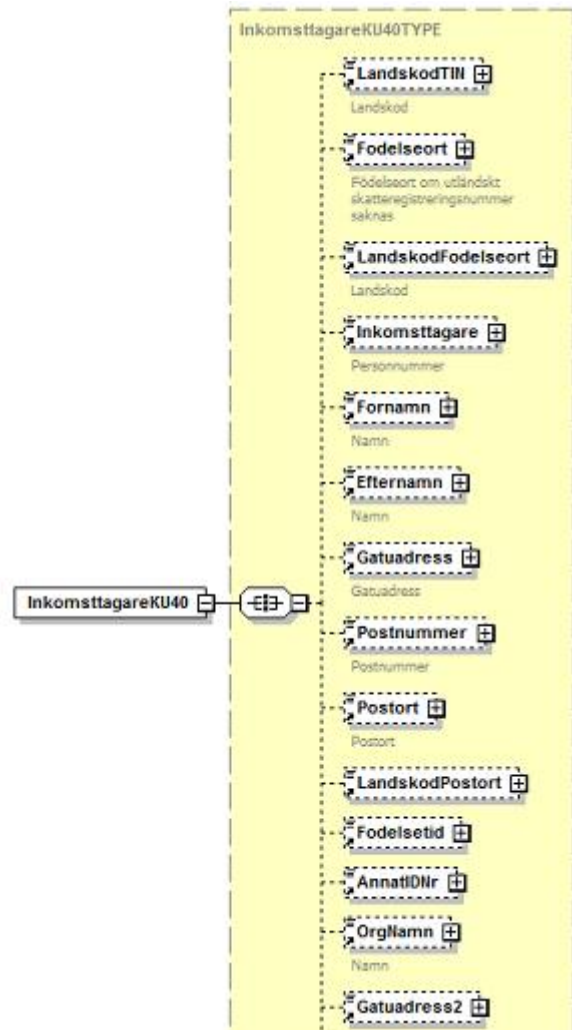 InkomsttagareKU40TYPE
LandskodTIN
Landskod
Fodelseort
Födelseort om utländskt
skatteregistreringsnummer
saknas
LandskodFodelseort
Landskod
Inkomsttagare
Personnummer
Fornamn
Namn
Efternamn
Namn
Gatuadress
Gatuadress
InkomsttagareKU40
Postnummer
Postnummer
Postort
Postort
LandskodPostort
Fodelsetid
AnnatIDNr
OrgNamn
Namn
Gatuadress2